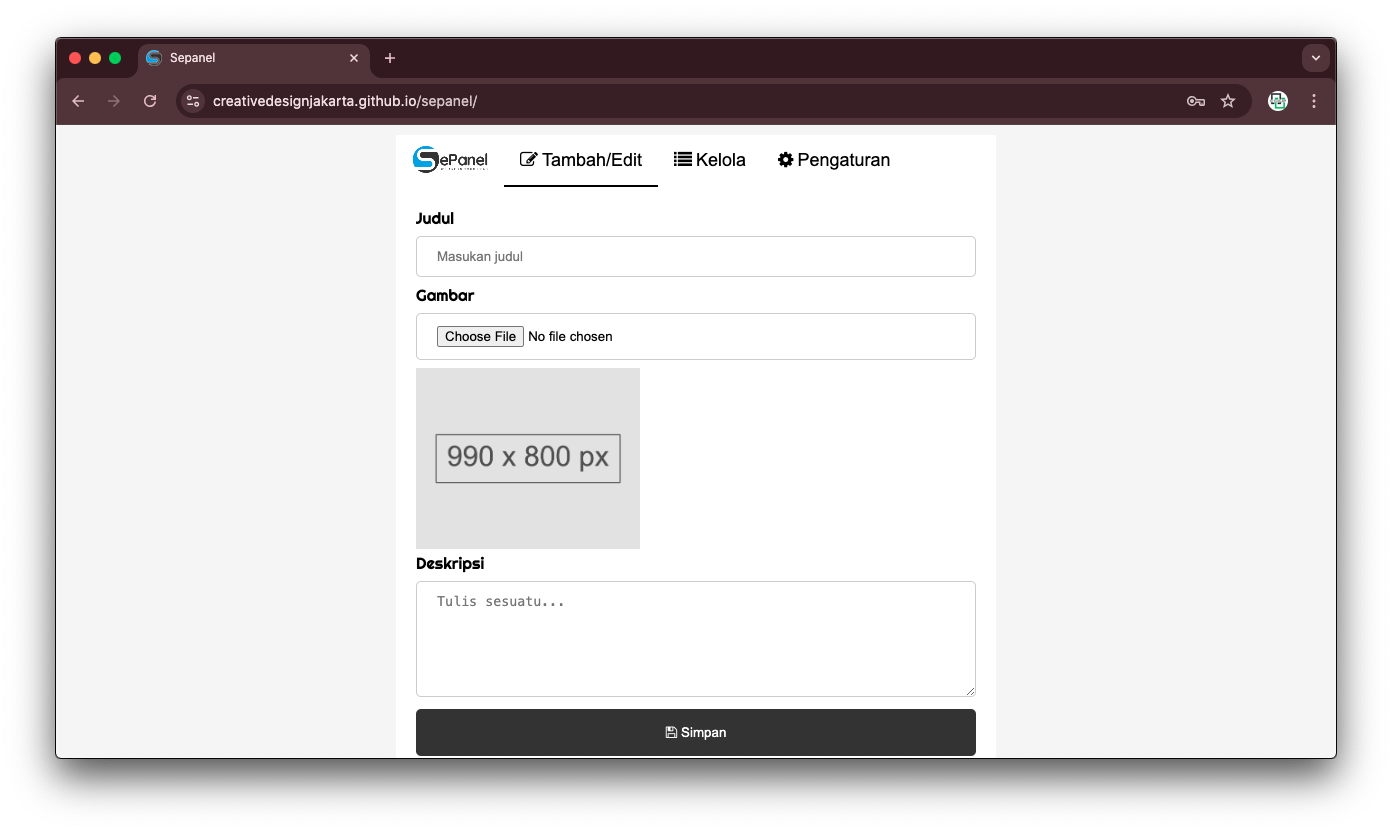 Sepanel
creativedesignjakarta.github.io/sepanel/
SePanel
Tambah/Edit
Kelola
Pengaturan
Judul
Masukan judul
Gambar
Choose File No file chosen
990 x 800 px
Deskripsi
Tulis sesuatu...
Simpan